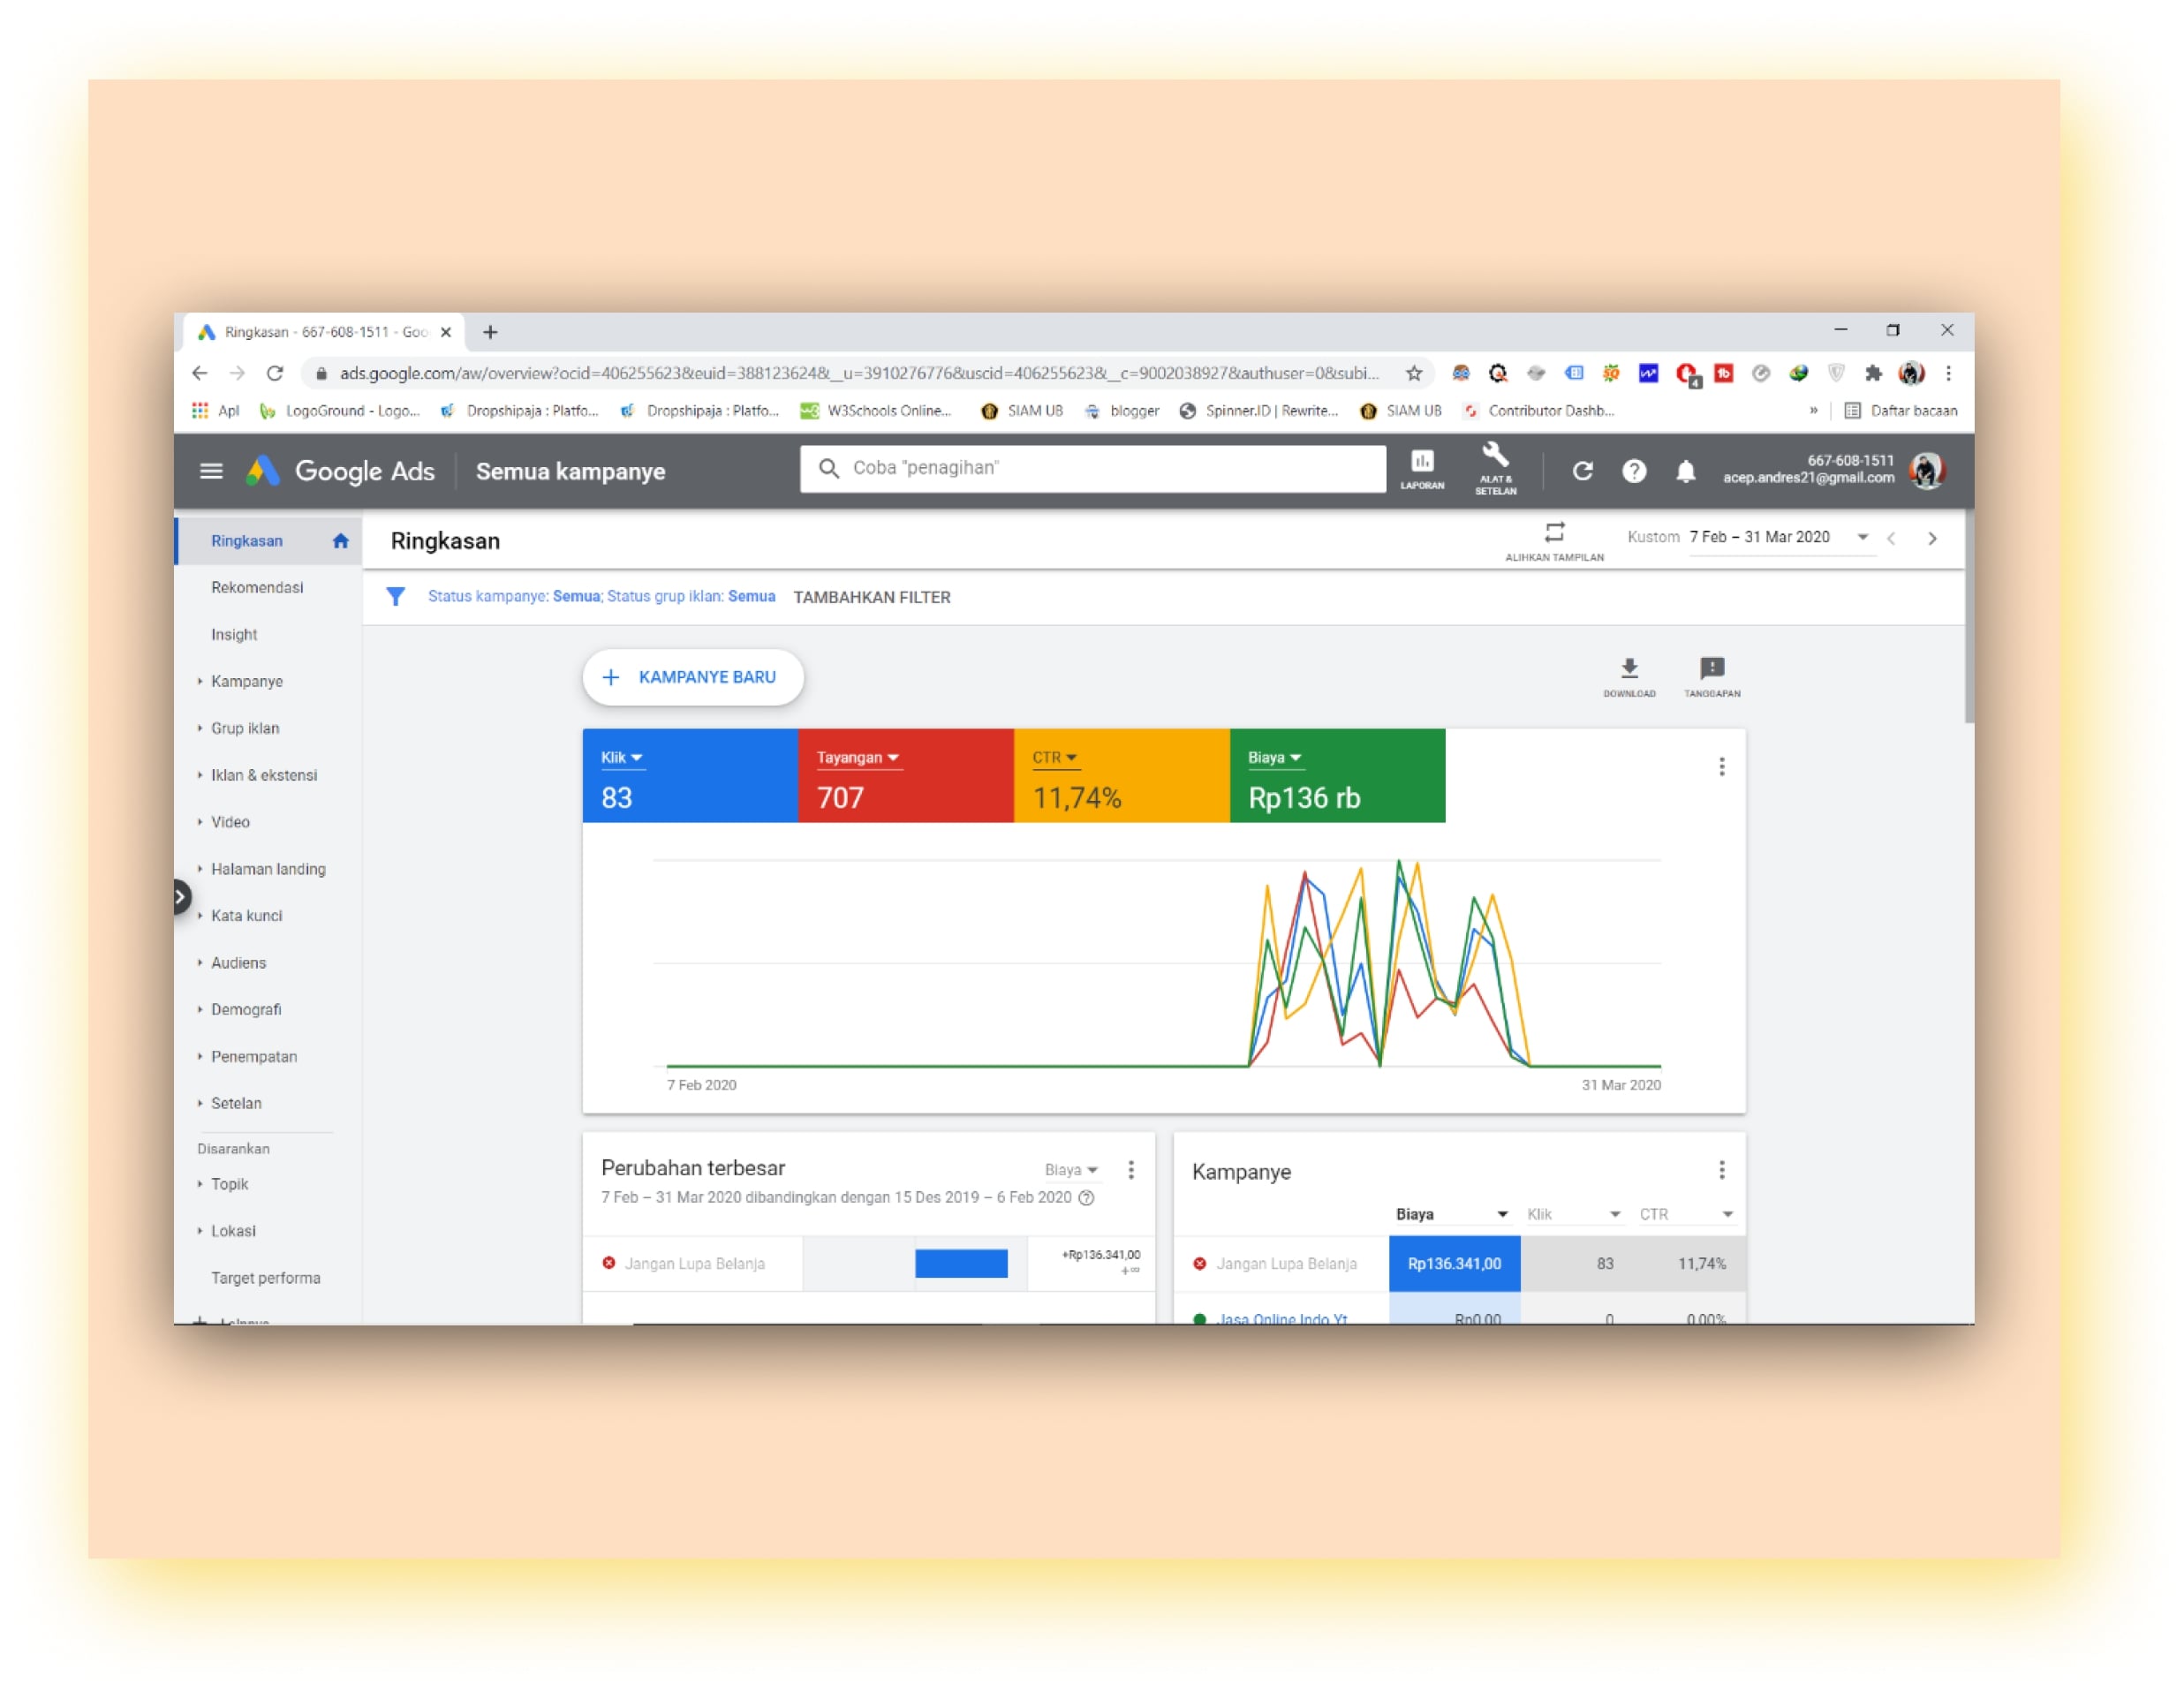 Ringkasan - 667-608-1511 - Goo
ads.google.com/aw/overview?ocid=406255623&euid=388123624&__u=3910276776&uscid=406255623&__c=9002038927&authuser=0&subi...
Apl LogoGround - Logo... Dropshipaja : Platfo... Dropshipaja : Platfo... W3Schools Online... SIAM UB blogger Spinner.ID | Rewrite... SIAM UB Contributor Dashb... » Daftar bacaan
Google Ads Semua kampanye
Coba "penagihan"
LAPORAN
ALAT &
SETELAN
667-608-1511
acep.andres21@gmail.com
Ringkasan
Rekomendasi
Insight
Kampanye
Grup iklan
Iklan & ekstensi
Video
Halaman landing
Kata kunci
Audiens
Demografi
Penempatan
Setelan
Disarankan
Topik
Lokasi
Target performa
Ringkasan
ALIHKAN TAMPILAN
Kustom 7 Feb – 31 Mar 2020
Status kampanye: Semua; Status grup iklan: Semua TAMBAHKAN FILTER
+ KAMPANYE BARU
DOWNLOAD
TANGGAPAN
Klik Tayangan CTR Biaya
83 707 11,74% Rp136 rb
7 Feb 2020 31 Mar 2020
Perubahan terbesar Biaya
7 Feb – 31 Mar 2020 dibandingkan dengan 15 Des 2019 – 6 Feb 2020
Jangan Lupa Belanja +Rp136.341,00
+∞
Kampanye
Biaya Klik CTR
Jangan Lupa Belanja Rp136.341,00 83 11,74%
Jasa Online Indo Yt Rp0,00 0 0,00%